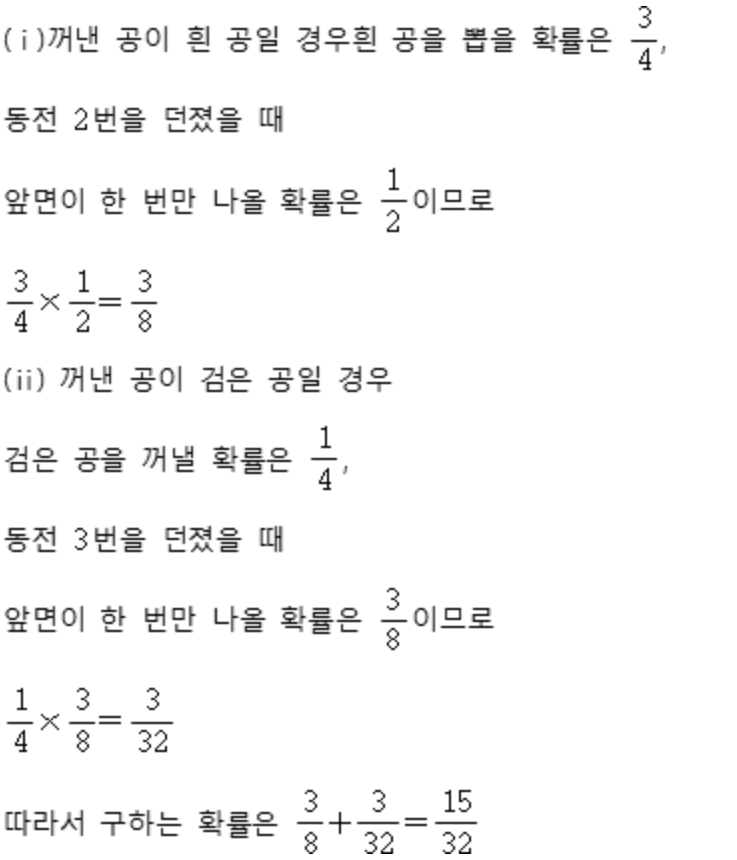 (ⅰ)꺼낸 공이 흰 공일 경우흰 공을 뽑을 확률은 3/4,
동전 2번을 던졌을 때
앞면이 한 번만 나올 확률은 1/2이므로
3/4×1/2=3/8
(ⅱ) 꺼낸 공이 검은 공일 경우
검은 공을 꺼낼 확률은 1/4,
동전 3번을 던졌을 때
앞면이 한 번만 나올 확률은 3/8이므로
1/4×3/8=3/32
따라서 구하는 확률은 3/8+3/32=15/32